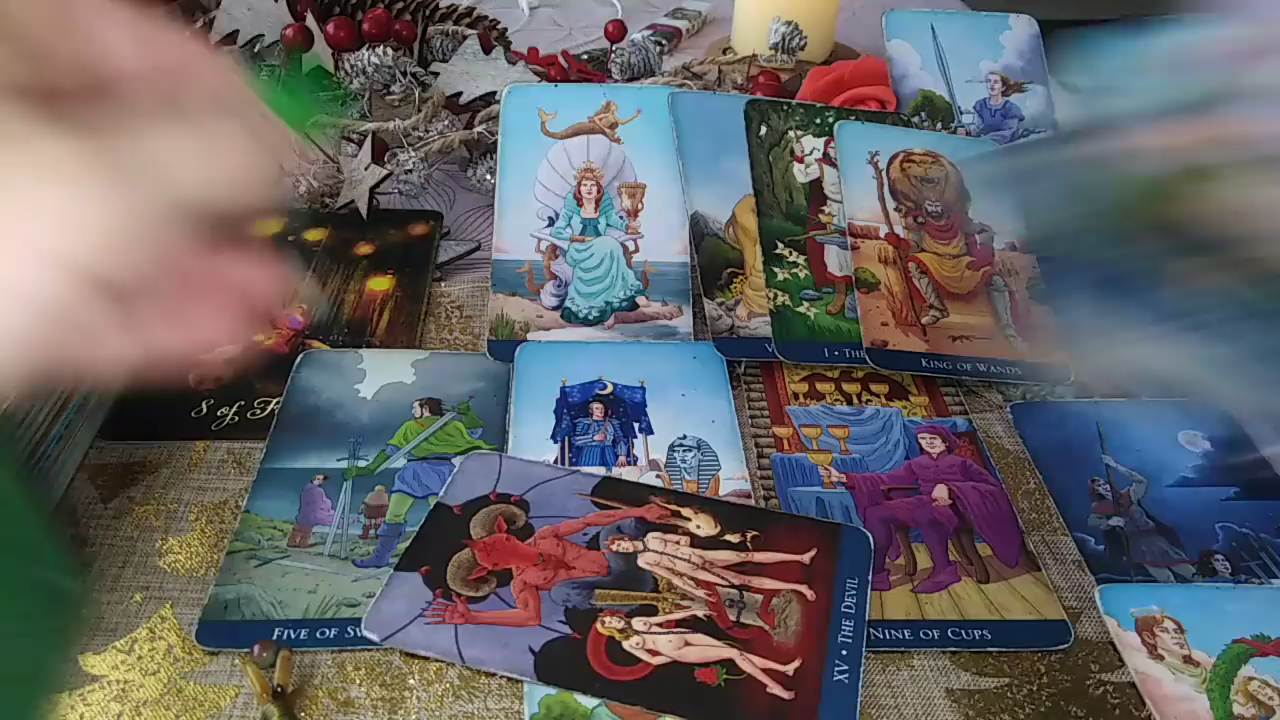 KING OF WANDS
I • THE
V
8 of F
FIVE OF SW
NINE OF CUPS
XV • THE DEVIL